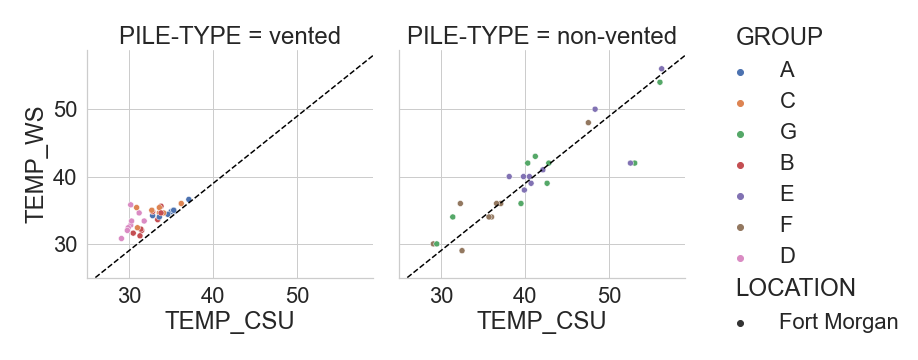 PILE-TYPE = vented
PILE-TYPE = non-vented
TEMP_WS
50
40
30
30
40
50
30
40
50
TEMP_CSU
TEMP_CSU
GROUP
A
C
G
B
E
F
D
LOCATION
Fort Morgan